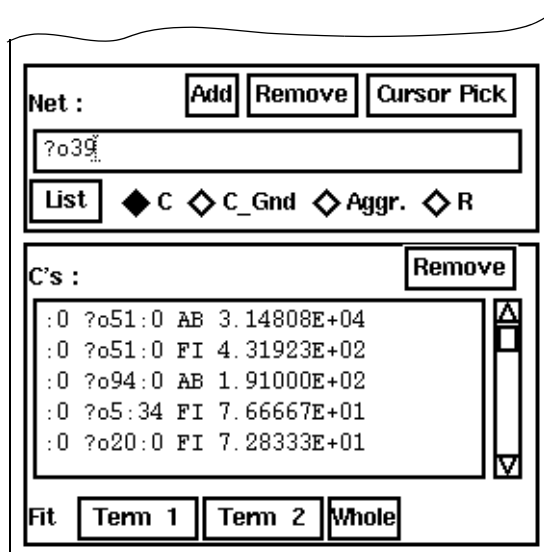 Net : Add Remove Cursor Pick
?o39
List C C_Gnd Aggr. R
C's : Remove
:0 ?o51:0 AB 3.14808E+04
:0 ?o51:0 FI 4.31923E+02
:0 ?o94:0 AB 1.91000E+02
:0 ?o5:34 FI 7.66667E+01
:0 ?o20:0 FI 7.28333E+01
Fit Term 1 Term 2 Whole